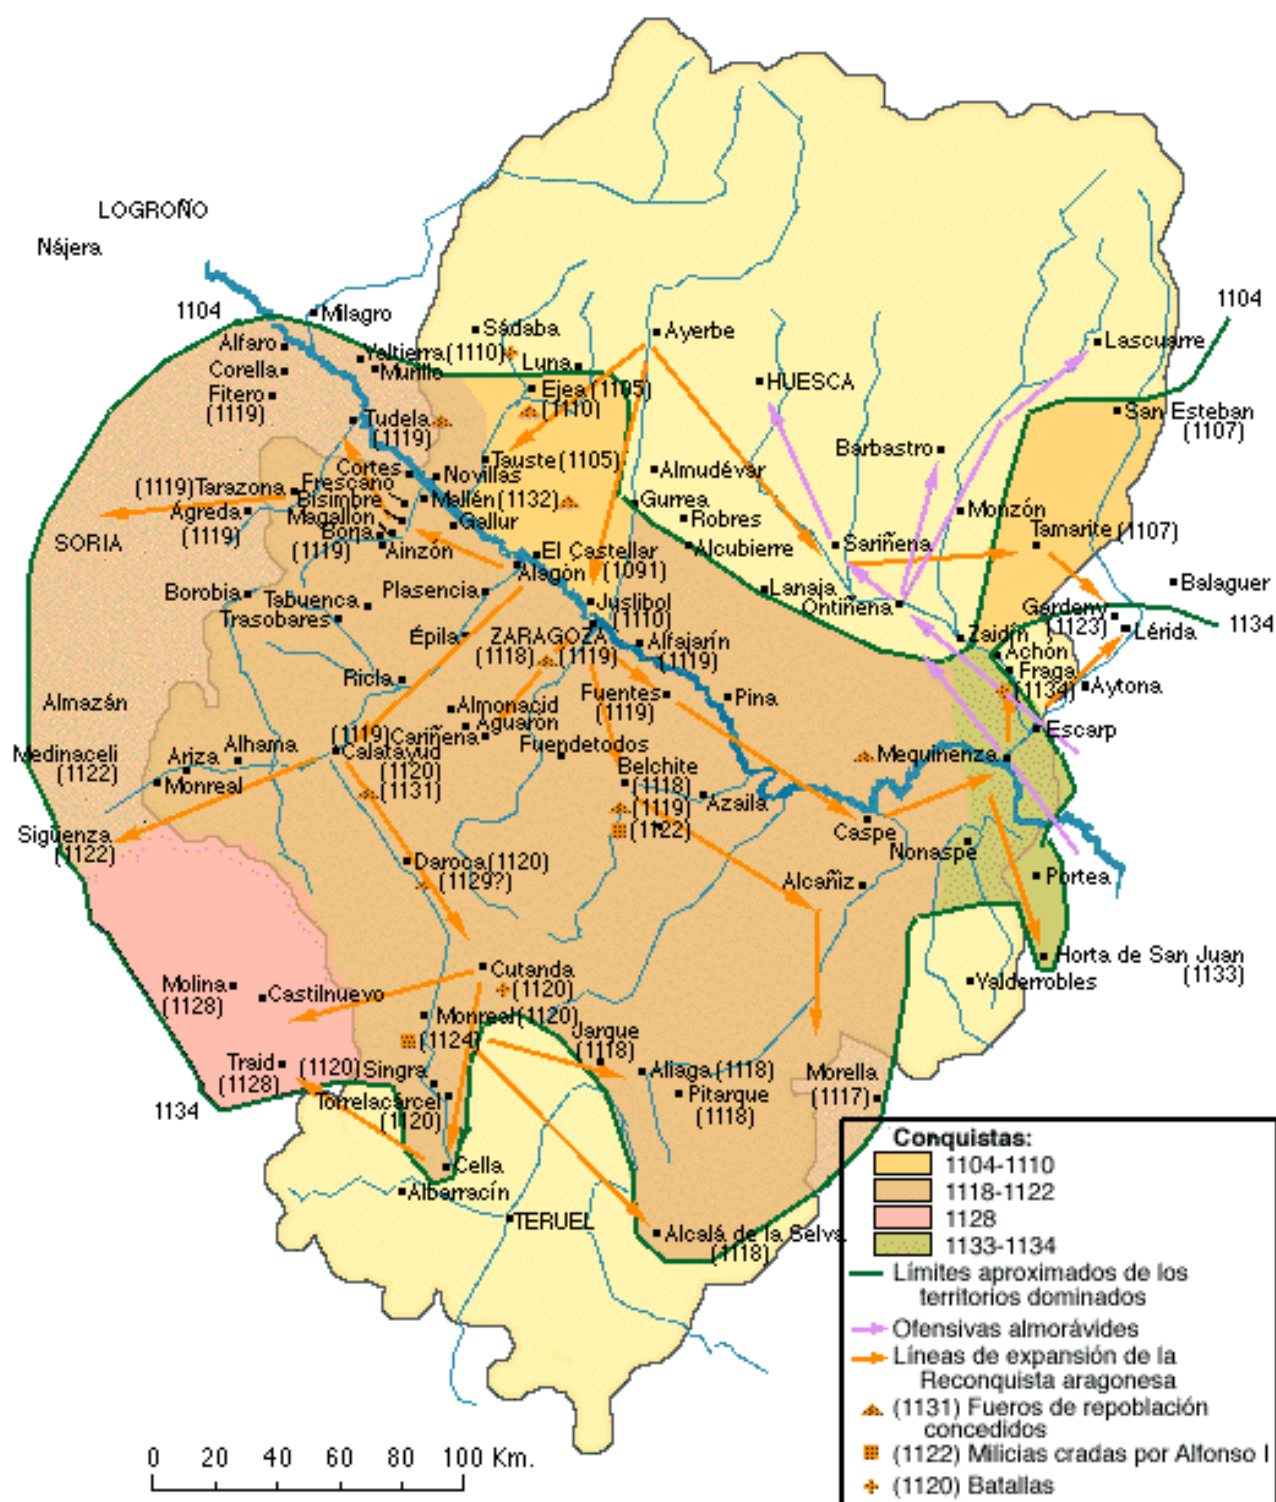 LOGROÑO
Nájera
1104
Milagro
Alfaro
Corella
Fitero
(1119)
Valtierra (1110)
Murillo
Sádaba
Luna
Ejea (1105)
(1110)
Ayerbe
HUESCA
1104
Lascuarre
San Esteban
(1107)
Tudela
(1119)
Tauste (1105)
Barbastro
Cortes
Novillas
Frescano
Bisimbre
Mallén (1132)
Magallón
Gallur
(1119) Tarazona
Agreda
(1119)
Borja
(1119)
Ainzón
Almudévar
Gurrea
Robres
Alcubierre
Monzón
Tamarite (1107)
Sariñena
SORIA
El Castellar
(1091)
Alagón
Lanaja
Ontiñena
Balaguer
Borobia
Tabuenca
Trasobares
Plasencia
Juslibol
(1110)
Gardeny
(1123)
Lérida
1134
Épila
ZARAGOZA
(1118)
(1119)
Alfajarín
(1119)
Zaidín
Achón
Fraga
(1134)
Aytona
Ricla
Fuentes
(1119)
Pina
Almazán
Almonacid
Aguaron
Cariñena
Escarp
Medinaceli
(1122)
Ariza
Alhama
Monreal
(1119)
Calatayud
(1120)
(1131)
Fuendetodos
Mequinenza
Belchite
(1118)
(1119)
(1122)
Azaila
Sigüenza
(1122)
Caspe
Nonaspe
Daroca (1120)
(1129?)
Alcañiz
Portea
Cutanda
(1120)
Horta de San Juan
(1133)
Valderrobles
Molina
(1128)
Castilnuevo
Monreal (1120)
(1124)
Jarque
(1118)
Traid
(1128)
(1120) Singra
Aliaga (1118)
Morella
(1117)
1134
Torrelacárcel
(1120)
Pitarque
(1118)
Cella
Albarracín
TERUEL
Alcalá de la Selva
(1118)
Conquistas:
1104-1110
1118-1122
1128
1133-1134
Límites aproximados de los
territorios dominados
Ofensivas almorávides
Líneas de expansión de la
Reconquista aragonesa
(1131) Fueros de repoblación
concedidos
(1122) Milicias cradas por Alfonso I
(1120) Batallas
0 20 40 60 80 100 Km.